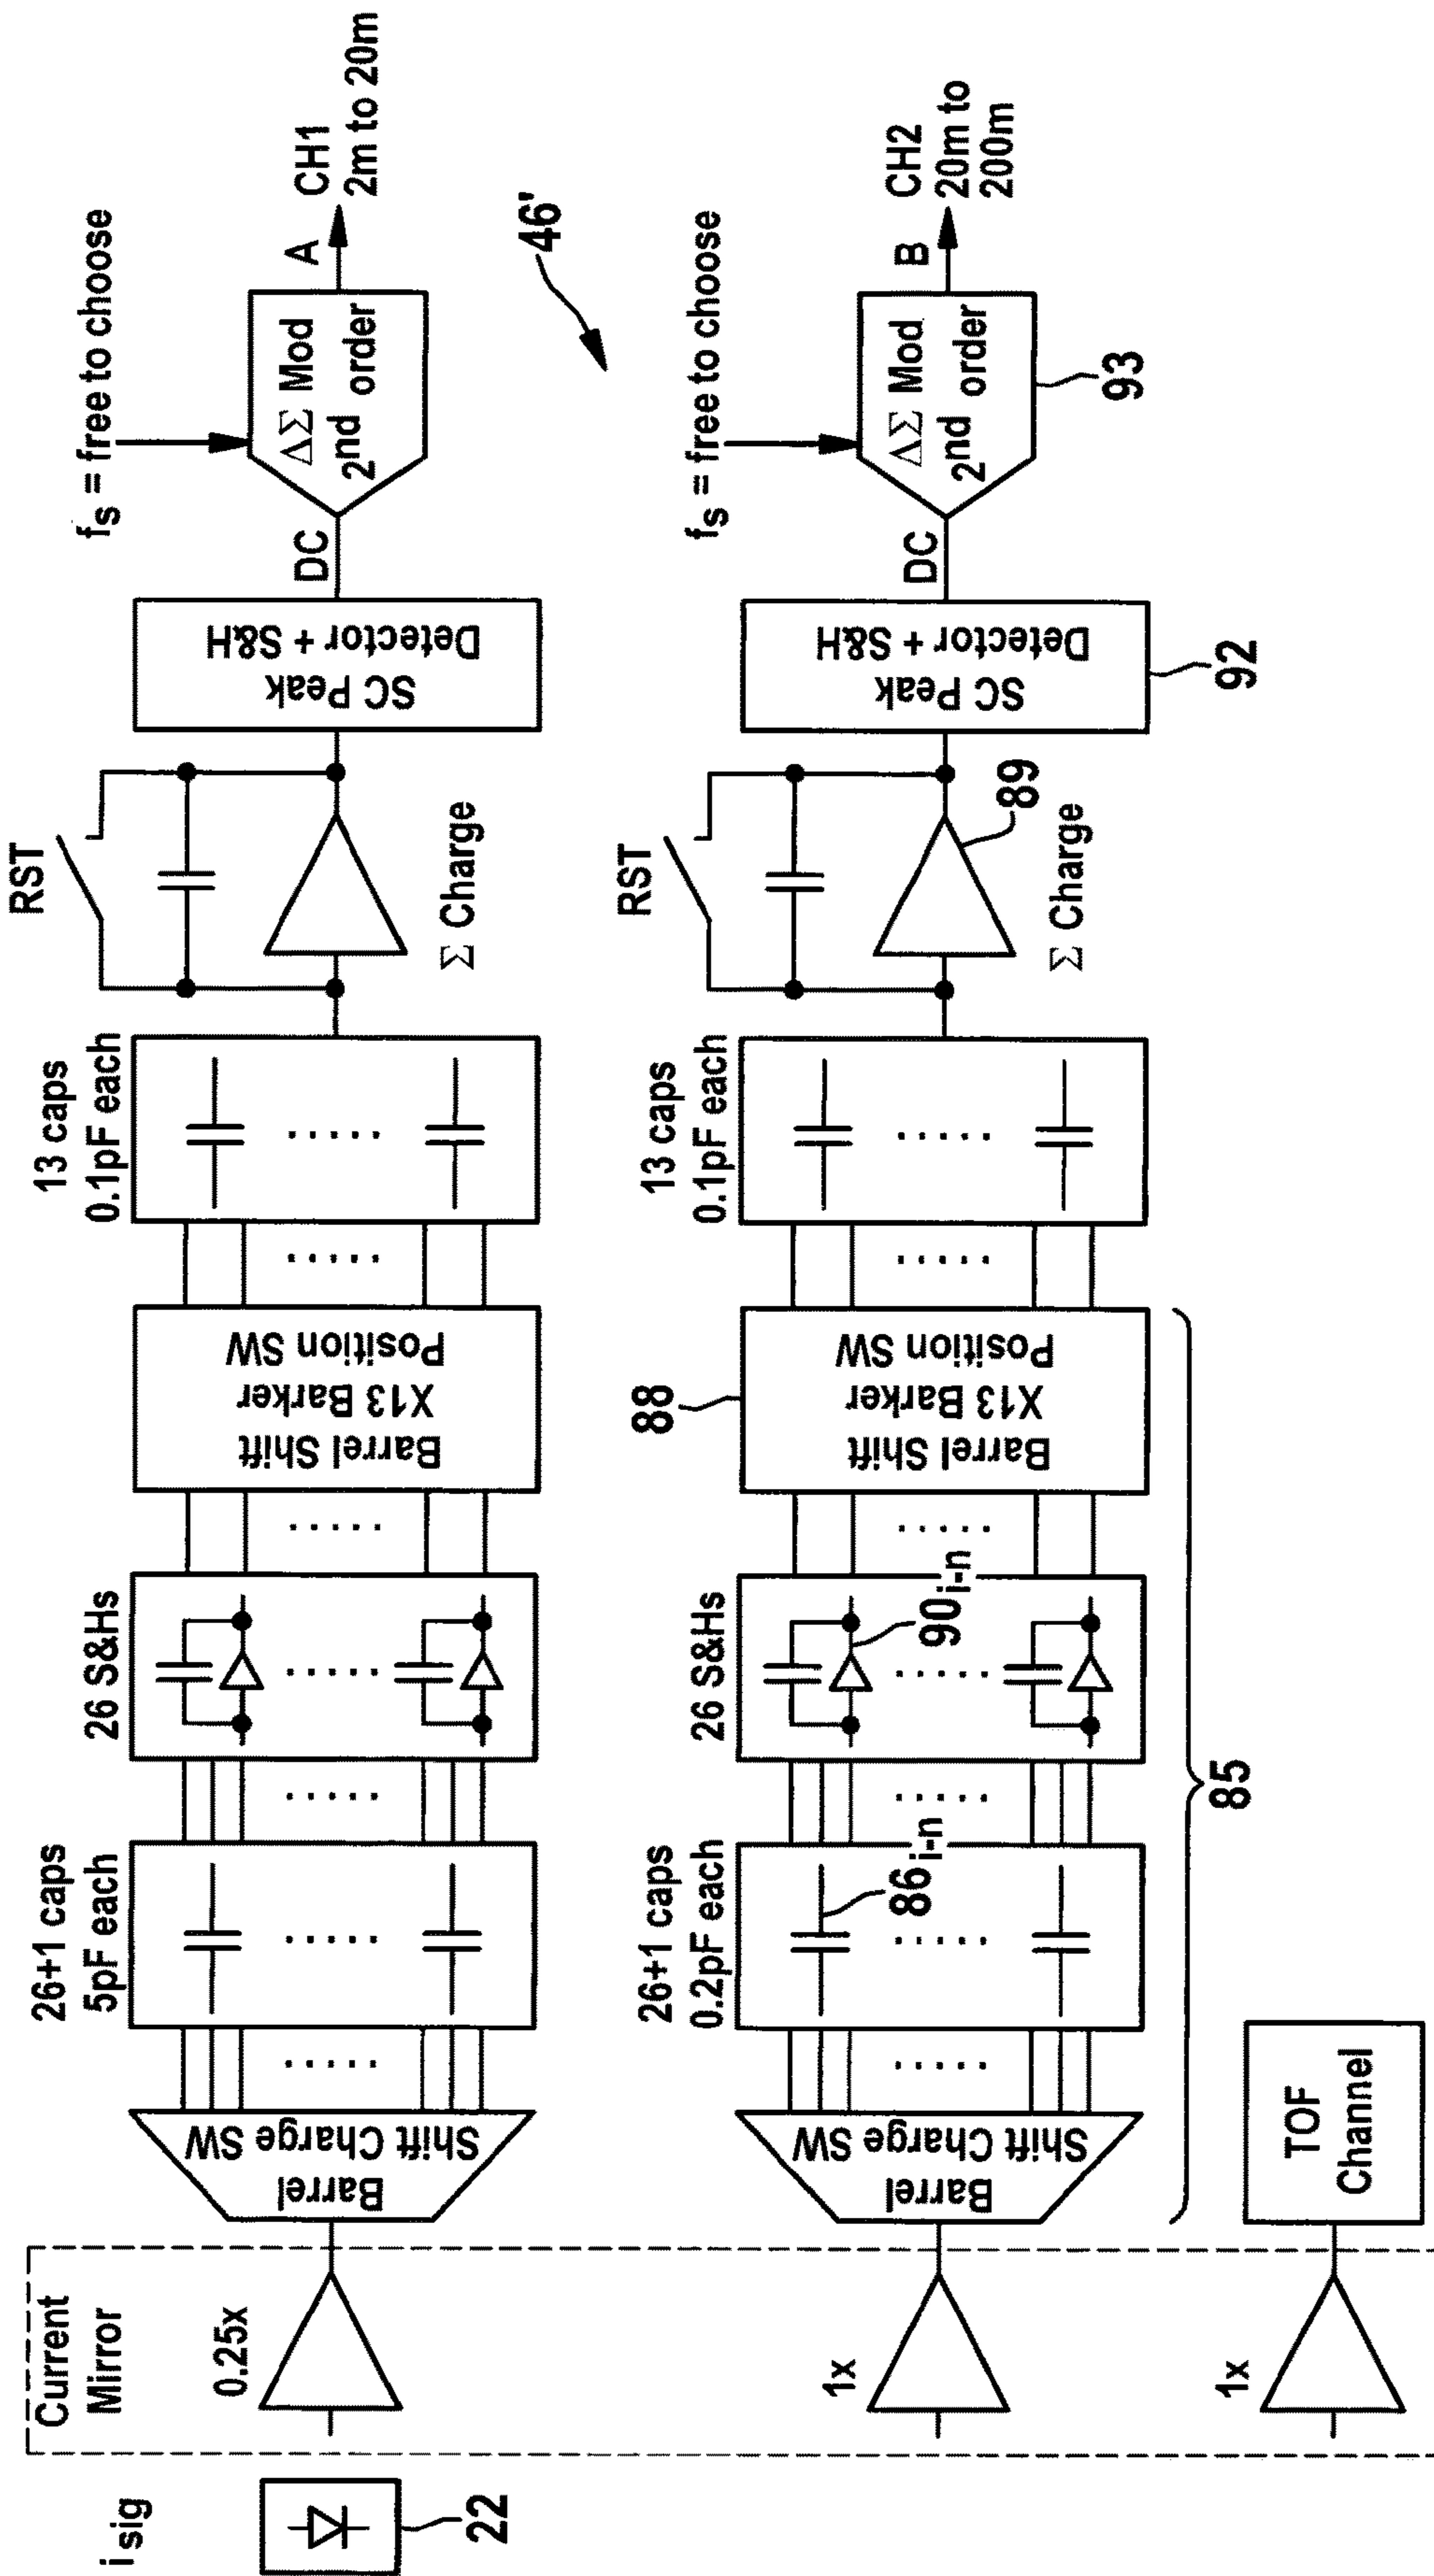 i sig
22
Current
Mirror
0.25x
Barrel
Shift Charge SW
26+1 caps
5pF each
.....
26 S&Hs
.....
Barrel Shift
X13 Barker
Position SW
13 caps
0.1pF each
.....
RST
Σ Charge
SC Peak
Detector + S&H
DC
fs = free to choose
ΔΣ Mod
2nd order
A
CH1
2m to 20m
46'
1x
Barrel
Shift Charge SW
26+1 caps
0.2pF each
.....
86i-n
26 S&Hs
.....
90i-n
88
Barrel Shift
X13 Barker
Position SW
13 caps
0.1pF each
.....
RST
89
Σ Charge
SC Peak
Detector + S&H
92
DC
fs = free to choose
ΔΣ Mod
2nd order
93
B
CH2
20m to
200m
85
1x
TOF
Channel